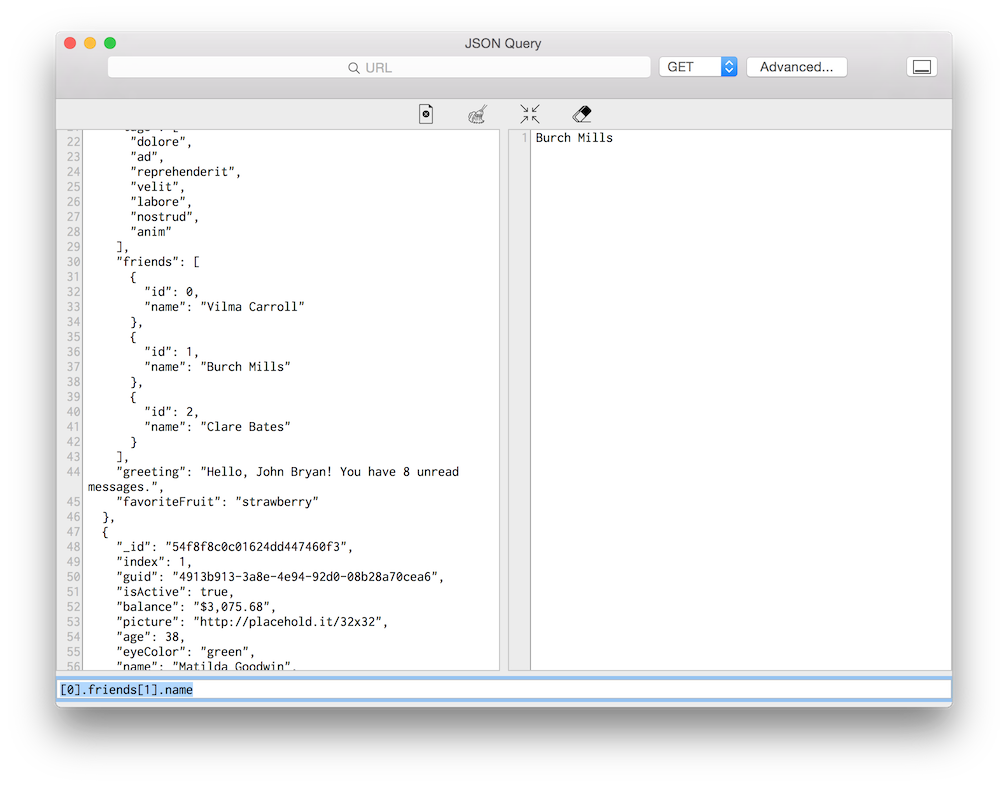 JSON Query
URL
GET
Advanced...
22 "dolore",
23 "ad",
24 "reprehenderit",
25 "velit",
26 "labore",
27 "nostrud",
28 "anim"
29 ],
30 "friends": [
31 {
32 "id": 0,
33 "name": "Vilma Carroll"
34 },
35 {
36 "id": 1,
37 "name": "Burch Mills"
38 },
39 {
40 "id": 2,
41 "name": "Clare Bates"
42 }
43 ],
44 "greeting": "Hello, John Bryan! You have 8 unread
messages.",
45 "favoriteFruit": "strawberry"
46 },
47 {
48 "_id": "54f8f8c0c01624dd447460f3",
49 "index": 1,
50 "guid": "4913b913-3a8e-4e94-92d0-08b28a70cea6",
51 "isActive": true,
52 "balance": "$3,075.68",
53 "picture": "http://placehold.it/32x32",
54 "age": 38,
55 "eyeColor": "green",
56 "name": "Matilda Goodwin",
1 Burch Mills
[0].friends[1].name